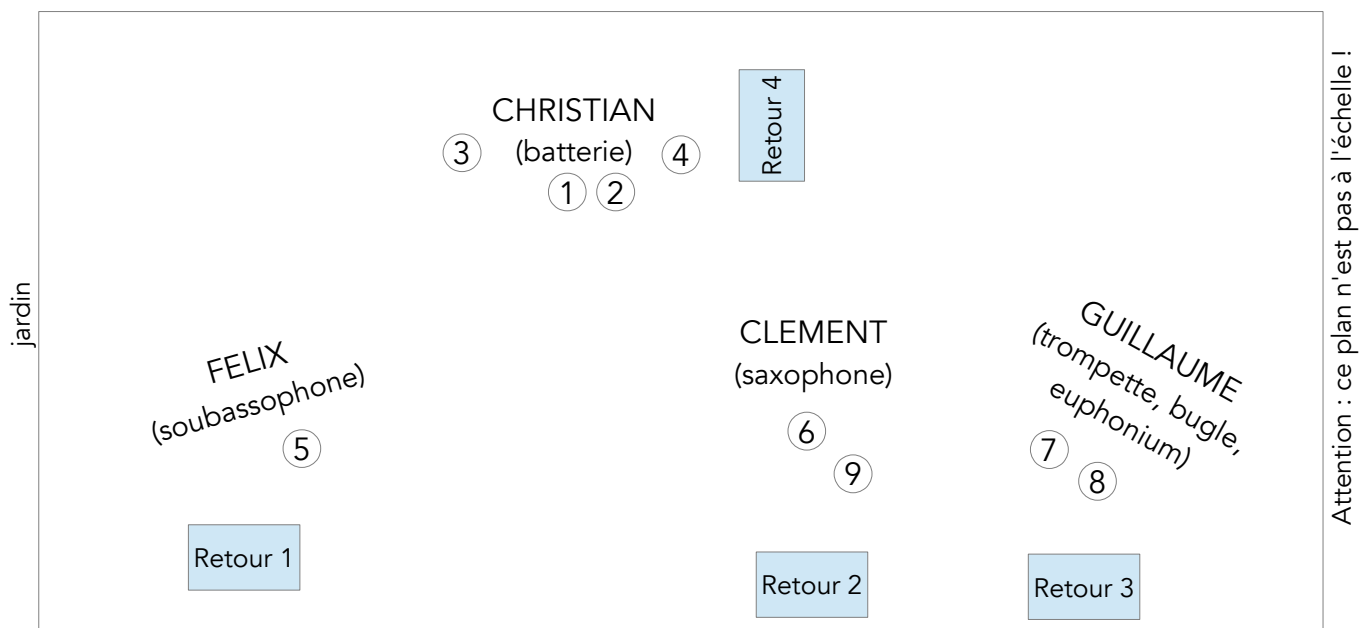 CHRISTIAN
(batterie)
3
4
1
2
Retour 4
jardin
Attention : ce plan n'est pas à l'échelle !
FELIX
(soubassophone)
5
CLEMENT
(saxophone)
6
9
GUILLAUME
(trompette, bugle,
euphonium)
7
8
Retour 1
Retour 2
Retour 3